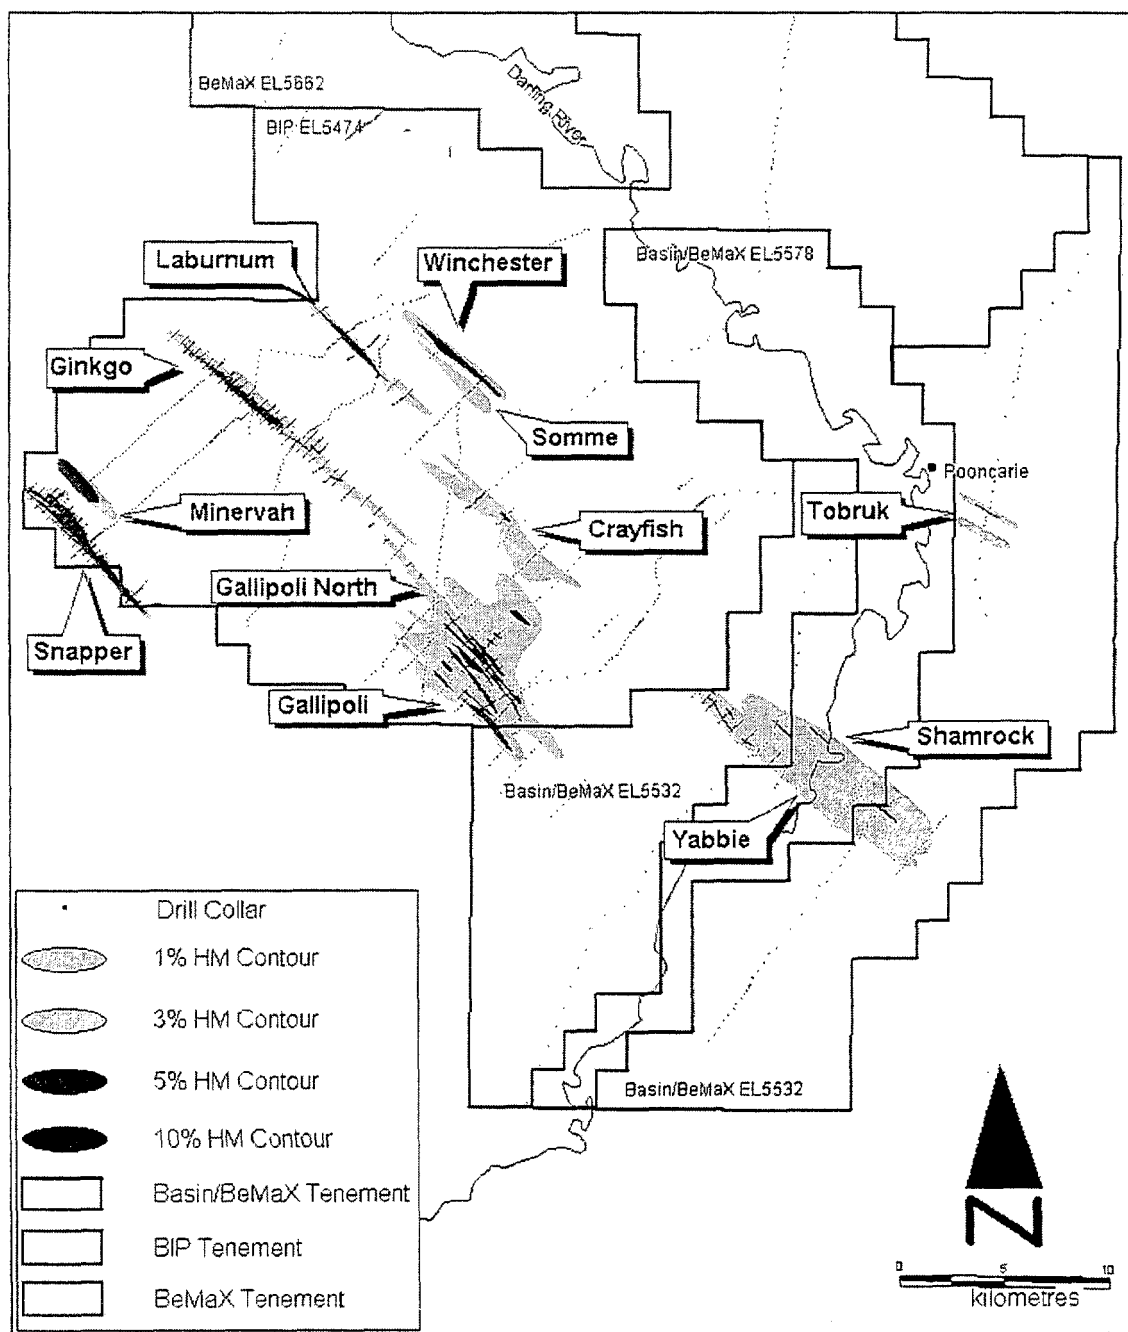 BeMaX EL5662
Darling River
BIP EL5474
Laburnum
Winchester
Basin/BeMaX EL5578
Ginkgo
Somme
Pooncarie
Minervah
Tobruk
Crayfish
Gallipoli North
Snapper
Gallipoli
Shamrock
Basin/BeMaX EL5532
Yabbie
Drill Collar
1% HM Contour
3% HM Contour
5% HM Contour
10% HM Contour
Basin/BeMaX EL5532
Basin/BeMaX Tenement
BIP Tenement
BeMaX Tenement
N
0 5 10
kilometres